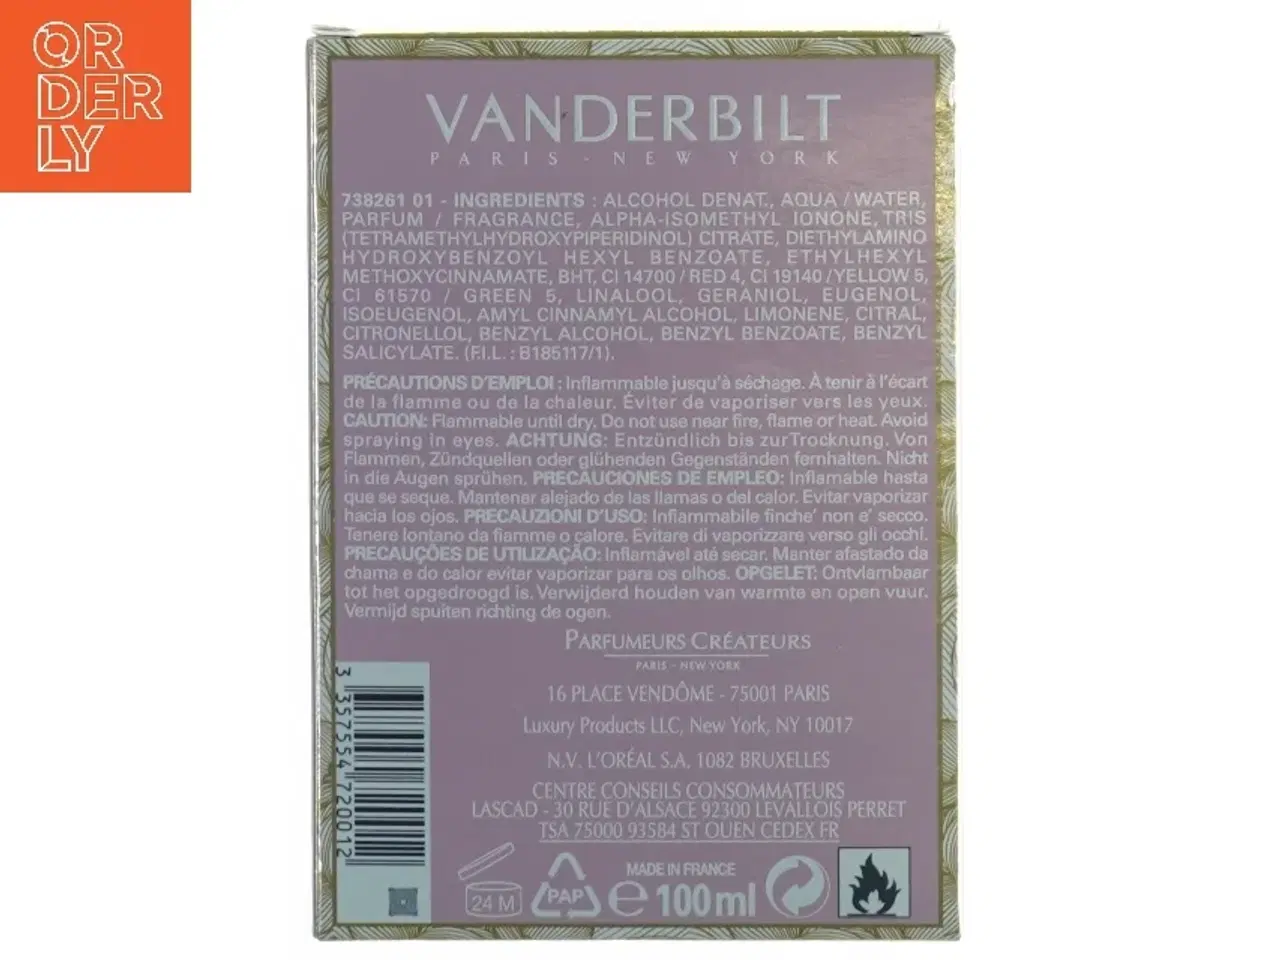 ORDERLY
VANDERBILT
PARIS - NEW YORK
738261 01 - INGREDIENTS : ALCOHOL DENAT., AQUA / WATER,
PARFUM / FRAGRANCE, ALPHA-ISOMETHYL IONONE, TRIS
(TETRAMETHYLHYDROXYPIPERIDINOL) CITRATE, DIETHYLAMINO
HYDROXYBENZOYL HEXYL BENZOATE, ETHYLHEXYL
METHOXYCINNAMATE, BHT, CI 14700 / RED 4, CI 19140 / YELLOW 5,
CI 61570 / GREEN 5, LINALOOL, GERANIOL, EUGENOL,
ISOEUGENOL, AMYL CINNAMYL ALCOHOL, LIMONENE, CITRAL,
CITRONELLOL, BENZYL ALCOHOL, BENZYL BENZOATE, BENZYL
SALICYLATE. (F.I.L. : B185117/1).
PRÉCAUTIONS D'EMPLOI : Inflammable jusqu'à séchage. À tenir à l'écart
de la flamme ou de la chaleur. Éviter de vaporiser vers les yeux.
CAUTION: Flammable until dry. Do not use near fire, flame or heat. Avoid
spraying in eyes. ACHTUNG: Entzündlich bis zur Trocknung. Von
Flammen, Zündquellen oder glühenden Gegenständen fernhalten. Nicht
in die Augen sprühen. PRECAUCIONES DE EMPLEO: Inflamable hasta
que se seque. Mantener alejado de las llamas o del calor. Evitar vaporizar
hacia los ojos. PRECAUZIONI D'USO: Infiammabile finche' non e' secco.
Tenere lontano da fiamme o calore. Evitare di vaporizzare verso gli occhi.
PRECAUÇÕES DE UTILIZAÇÃO: Inflamável até secar. Manter afastado da
chama e do calor evitar vaporizar para os olhos. OPGELET: Ontvlambaar
tot het opgedroogd is. Verwijderd houden van warmte en open vuur.
Vermijd spuiten richting de ogen.
PARFUMEURS CRÉATEURS
PARIS - NEW YORK
16 PLACE VENDÔME - 75001 PARIS
Luxury Products LLC, New York, NY 10017
N.V. L'ORÉAL S.A. 1082 BRUXELLES
CENTRE CONSEILS CONSOMMATEURS
LASCAD - 30 RUE D'ALSACE 92300 LEVALLOIS PERRET
TSA 75000 93584 ST OUEN CEDEX FR
3 357554 720012
24 M
PAP
MADE IN FRANCE
e 100 ml